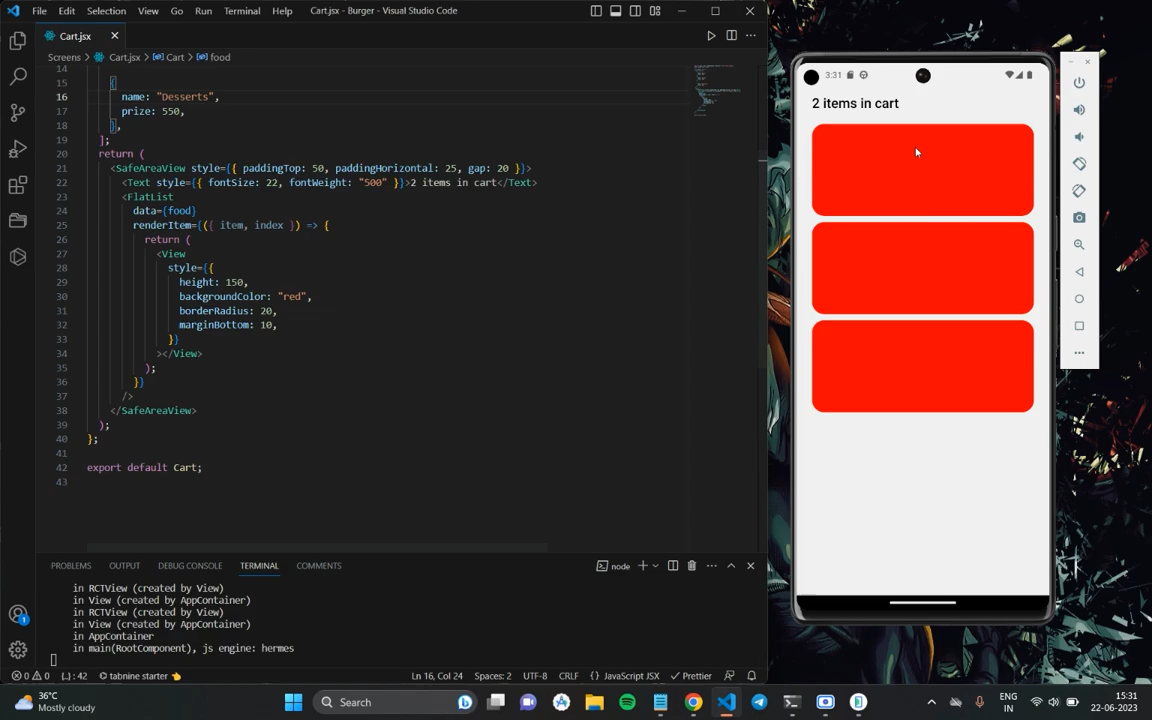 File Edit Selection View Go Run Terminal Help
Cart.jsx - Burger - Visual Studio Code
Cart.jsx
Screens > Cart.jsx > Cart > food
14
15 {
16 name: "Desserts",
17 prize: 550,
18 },
19 ];
20 return (
21 <SafeAreaView style={{ paddingTop: 50, paddingHorizontal: 25, gap: 20 }}>
22 <Text style={{ fontSize: 22, fontWeight: "500" }}>2 items in cart</Text>
23 <FlatList
24 data={food}
25 renderItem={({ item, index }) => {
26 return (
27 <View
28 style={{
29 height: 150,
30 backgroundColor: "red",
31 borderRadius: 20,
32 marginBottom: 10,
33 }}
34 ></View>
35 );
36 }}
37 />
38 </SafeAreaView>
39 );
40 };
41
42 export default Cart;
43
PROBLEMS OUTPUT DEBUG CONSOLE TERMINAL COMMENTS
node
in RCTView (created by View)
in View (created by AppContainer)
in RCTView (created by View)
in View (created by AppContainer)
in AppContainer
in main(RootComponent), js engine: hermes
1
0 0 {..} : 42 tabnine starter
Ln 16, Col 24 Spaces: 2 UTF-8 CRLF {} JavaScript JSX Prettier
3:31
2 items in cart
36°C
Mostly cloudy
Search
ENG
IN
15:31
22-06-2023